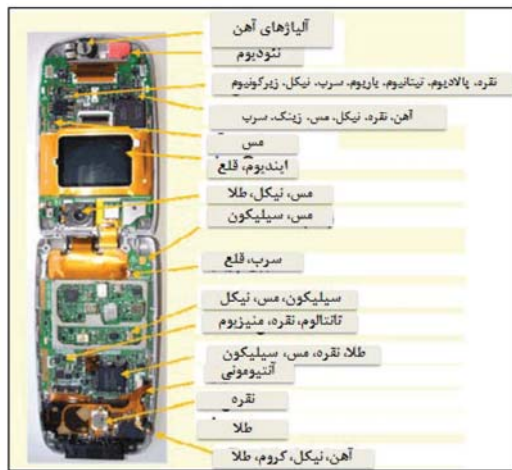 آلیاژهای آهن
نئودیوم
نقره، پالادیوم، تیتانیوم، باریوم، سرب، نیکل، زیرکونیوم
آهن، نقره، نیکل، مس، زینک، سرب
مس
ایندیوم، قلع
مس، نیکل، طلا
مس، سیلیکون
سرب، قلع
سیلیکون، مس، نیکل
تانتالوم، نقره، منیزیوم
طلا، نقره، مس، سیلیکون
آنتیومونی
نقره
طلا
آهن، نیکل، کروم، طلا